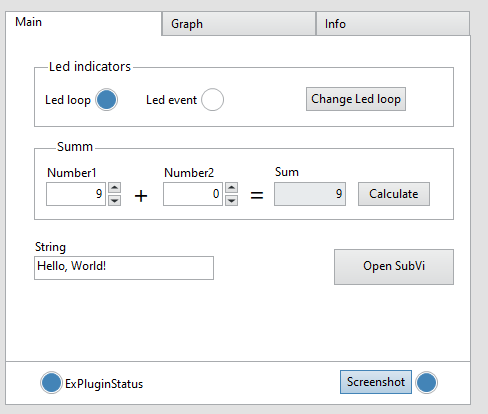 Main Graph Info
Led indicators
Led loop Led event Change Led loop
Summ
Number1 Number2 Sum
9 + 0 = 9 Calculate
String
Hello, World!
Open SubVi
ExPluginStatus Screenshot